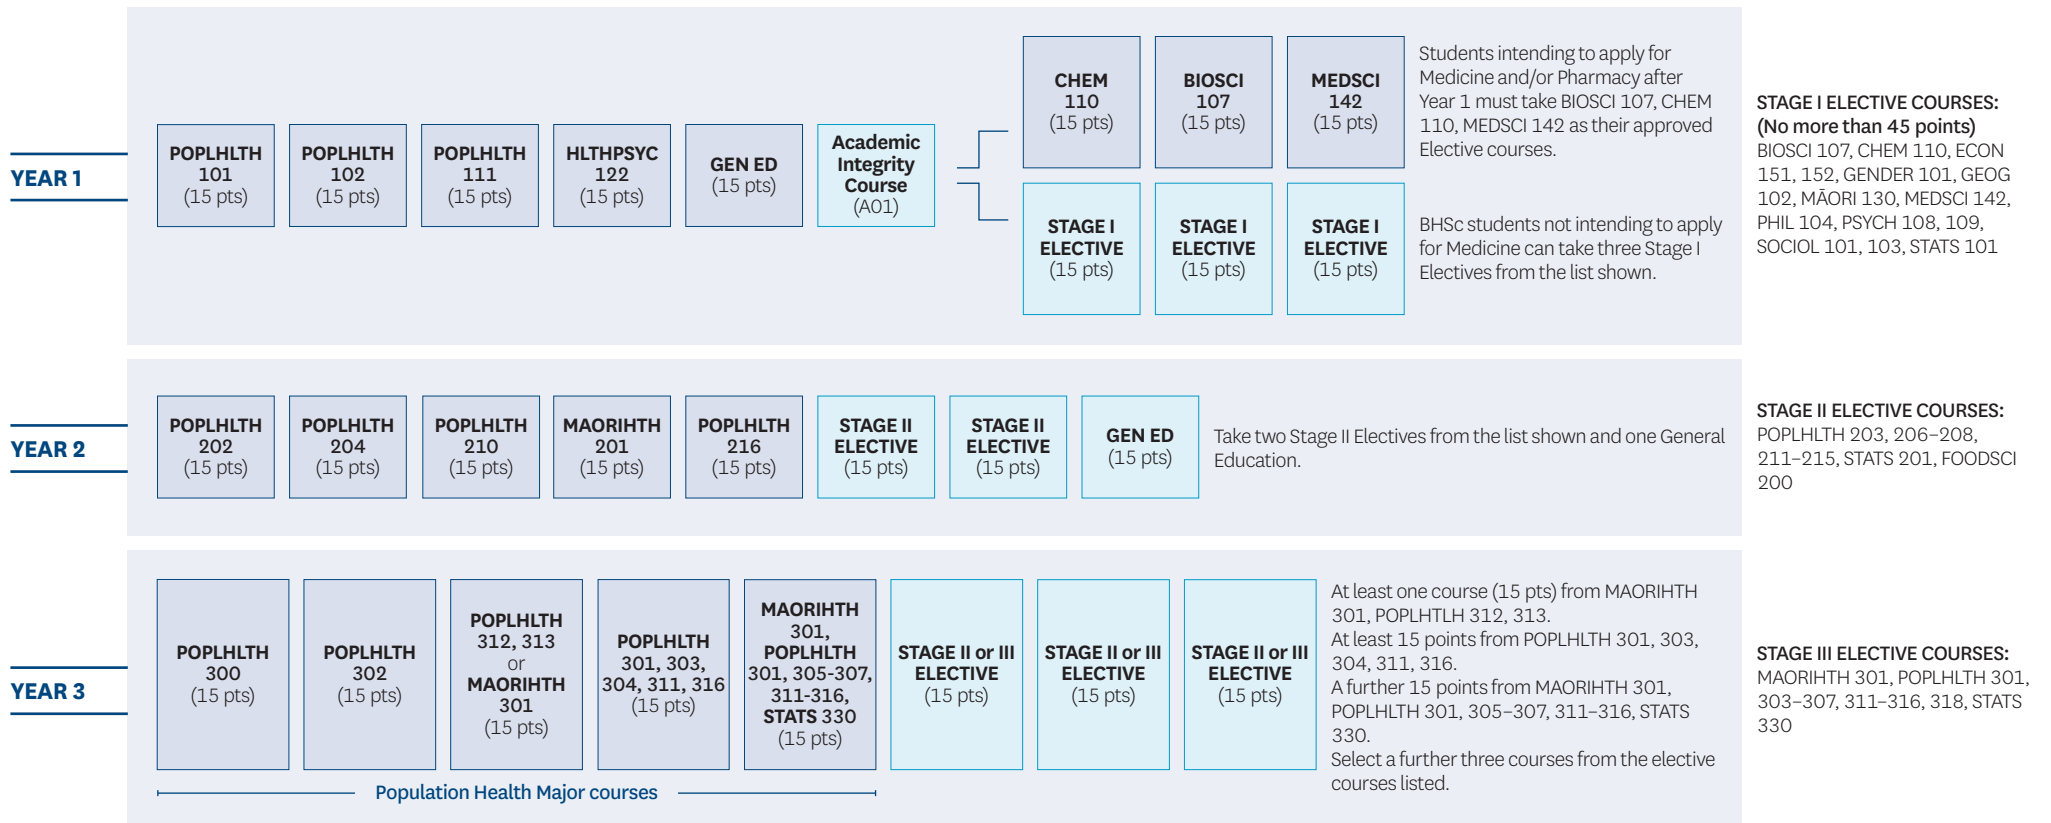 YEAR 1
POPLHLTH
101
(15 pts)
POPLHLTH
102
(15 pts)
POPLHLTH
111
(15 pts)
HLTHPSYC
122
(15 pts)
GEN ED
(15 pts)
Academic
Integrity
Course
(A01)
CHEM
110
(15 pts)
BIOSCI
107
(15 pts)
MEDSCI
142
(15 pts)
Students intending to apply for
Medicine and/or Pharmacy after
Year 1 must take BIOSCI 107, CHEM
110, MEDSCI 142 as their approved
Elective courses.
STAGE I
ELECTIVE
(15 pts)
STAGE I
ELECTIVE
(15 pts)
STAGE I
ELECTIVE
(15 pts)
BHSc students not intending to apply
for Medicine can take three Stage I
Electives from the list shown.
STAGE I ELECTIVE COURSES:
(No more than 45 points)
BIOSCI 107, CHEM 110, ECON
151, 152, GENDER 101, GEOG
102, MĀORI 130, MEDSCI 142,
PHIL 104, PSYCH 108, 109,
SOCIOL 101, 103, STATS 101
YEAR 2
POPLHLTH
202
(15 pts)
POPLHLTH
204
(15 pts)
POPLHLTH
210
(15 pts)
MAORIHTH
201
(15 pts)
POPLHLTH
216
(15 pts)
STAGE II
ELECTIVE
(15 pts)
STAGE II
ELECTIVE
(15 pts)
GEN ED
(15 pts)
Take two Stage II Electives from the list shown and one General
Education.
STAGE II ELECTIVE COURSES:
POPLHLTH 203, 206–208,
211–215, STATS 201, FOODSCI
200
YEAR 3
POPLHLTH
300
(15 pts)
POPLHLTH
302
(15 pts)
POPLHLTH
312, 313
or
MAORIHTH
301
(15 pts)
POPLHLTH
301, 303,
304, 311, 316
(15 pts)
MAORIHTH
301,
POPLHLTH
301, 305-307,
311-316,
STATS 330
(15 pts)
STAGE II or III
ELECTIVE
(15 pts)
STAGE II or III
ELECTIVE
(15 pts)
STAGE II or III
ELECTIVE
(15 pts)
At least one course (15 pts) from MAORIHTH
301, POPLHTLH 312, 313.
At least 15 points from POPLHLTH 301, 303,
304, 311, 316.
A further 15 points from MAORIHTH 301,
POPLHLTH 301, 305–307, 311–316, STATS
330.
Select a further three courses from the elective
courses listed.
Population Health Major courses
STAGE III ELECTIVE COURSES:
MAORIHTH 301, POPLHLTH 301,
303–307, 311–316, 318, STATS
330